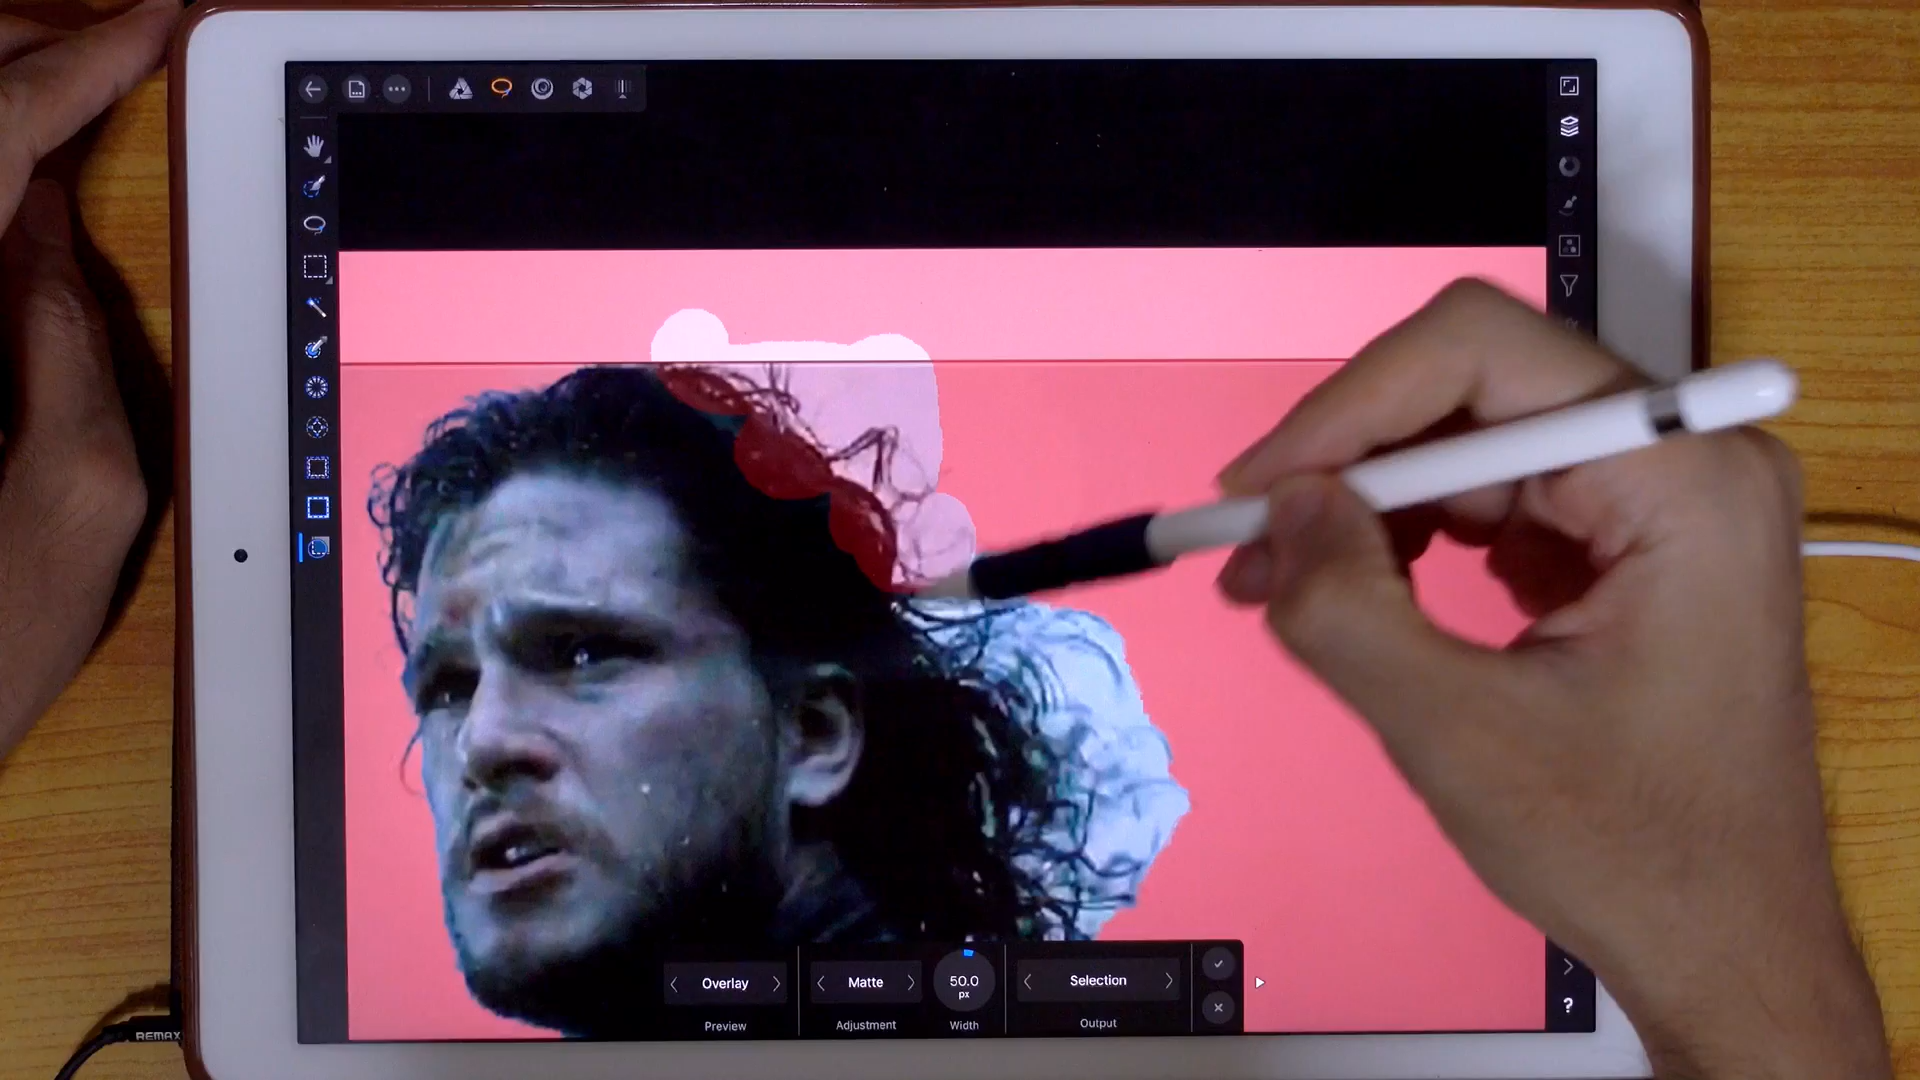 Overlay
Preview
Matte
Adjustment
50.0
px
Width
Selection
Output
?
REMAX